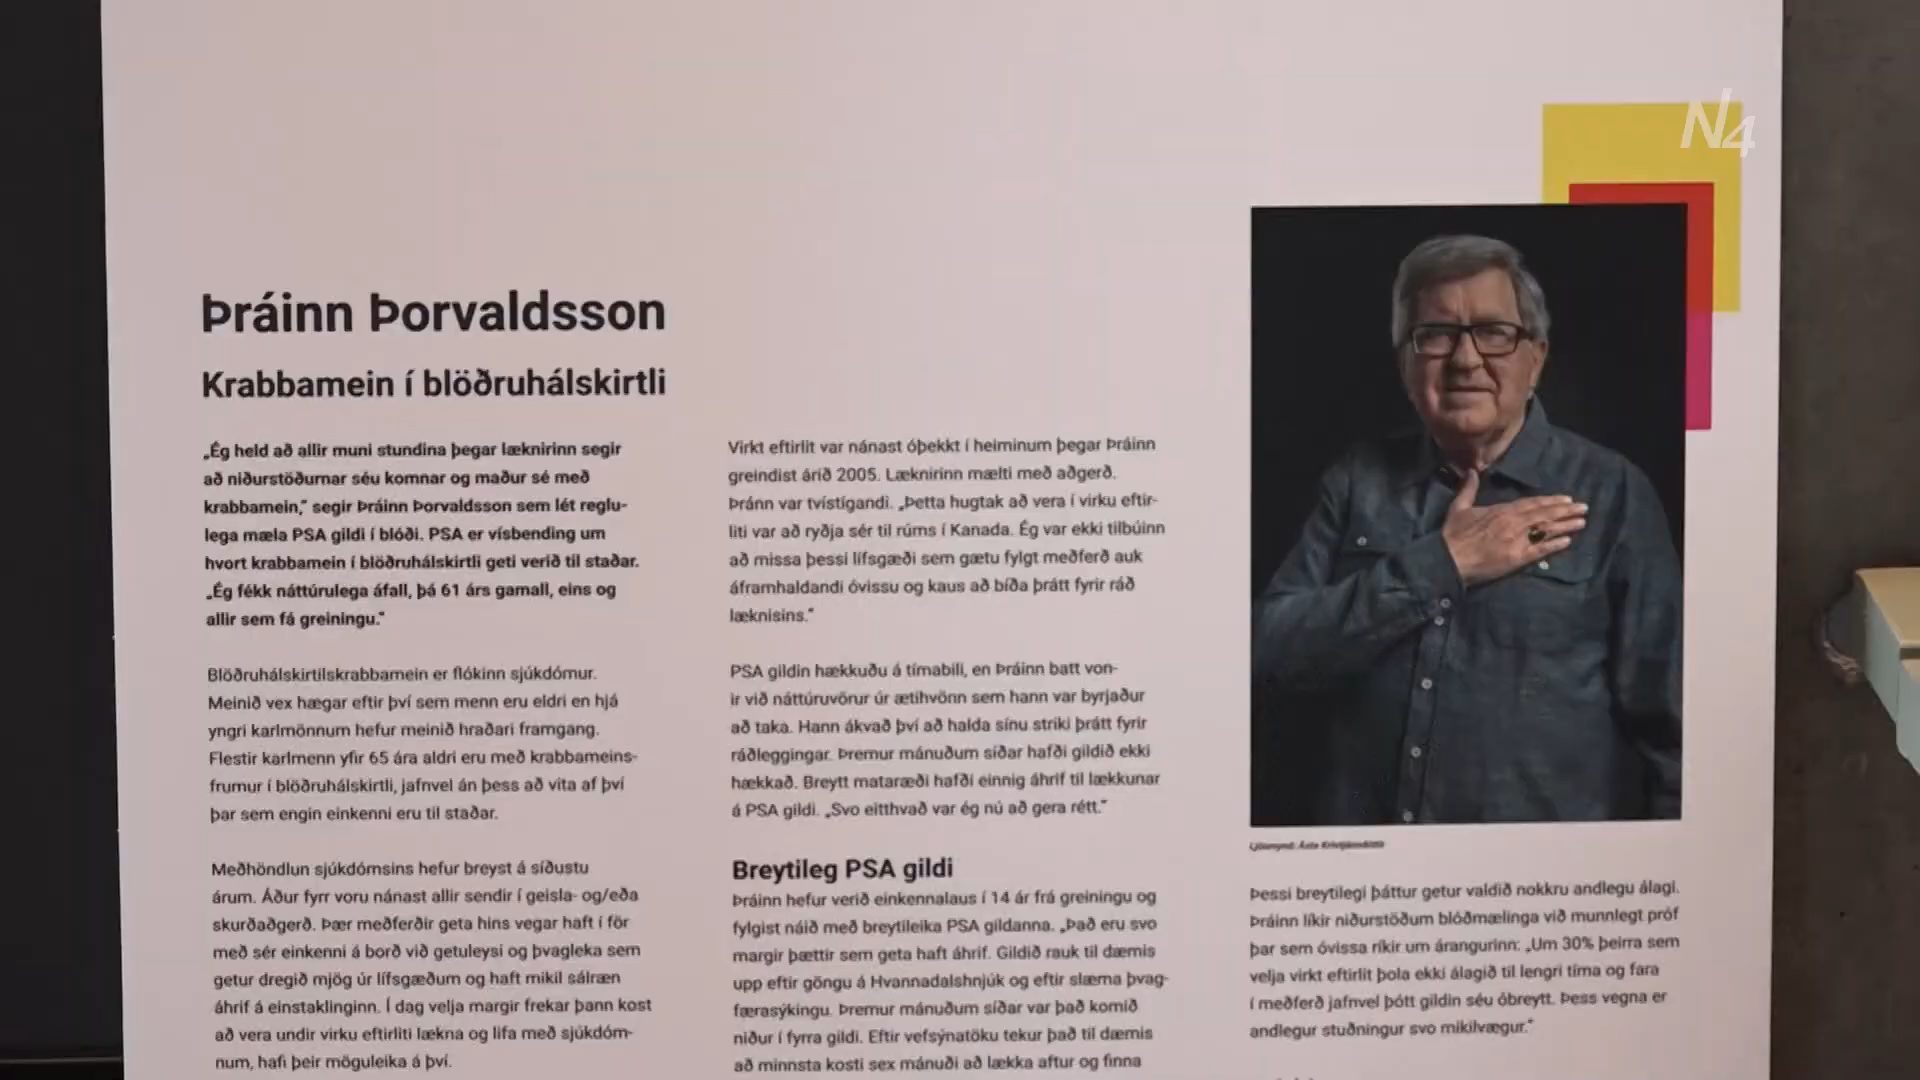 N4
Þráinn Þorvaldsson
Krabbamein í blöðruhálskirtli
„Ég held að allir muni stundina þegar læknirinn segir
að niðurstöðurnar séu komnar og maður sé með
krabbamein,“ segir Þráinn Þorvaldsson sem lét reglu-
lega mæla PSA gildi í blóði. PSA er vísbending um
hvort krabbamein í blöðruhálskirtli geti verið til staðar.
„Ég fékk náttúrulega áfall, þá 61 árs gamall, eins og
allir sem fá greiningu.“
Blöðruhálskirtilskrabbamein er flókinn sjúkdómur.
Meinið vex hægar eftir því sem menn eru eldri en hjá
yngri karlmönnum hefur meinið hraðari framgang.
Flestir karlmenn yfir 65 ára aldri eru með krabbameins-
frumur í blöðruhálskirtli, jafnvel án þess að vita af því
þar sem engin einkenni eru til staðar.
Meðhöndlun sjúkdómsins hefur breyst á síðustu
árum. Áður fyrr voru nánast allir sendir í geisla- og/eða
skurðaðgerð. Þær meðferðir geta hins vegar haft í för
með sér einkenni á borð við getuleysi og þvagleka sem
getur dregið mjög úr lífsgæðum og haft mikil sálræn
áhrif á einstaklinginn. Í dag velja margir frekar þann kost
að vera undir virku eftirliti lækna og lifa með sjúkdóm-
num, hafi þeir möguleika á því.
Virkt eftirlit var nánast óþekkt í heiminum þegar Þráinn
greindist árið 2005. Læknirinn mælti með aðgerð.
Þránn var tvístígandi. „Þetta hugtak að vera í virku eftir-
liti var að ryðja sér til rúms í Kanada. Ég var ekki tilbúinn
að missa þessi lífsgæði sem gætu fylgt meðferð auk
áframhaldandi óvissu og kaus að bíða þrátt fyrir ráð
læknisins.“
PSA gildin hækkuðu á tímabili, en Þráinn batt von-
ir við náttúruvörur úr ætihvönn sem hann var byrjaður
að taka. Hann ákvað því að halda sínu striki þrátt fyrir
ráðleggingar. Þremur mánuðum síðar hafði gildið ekki
hækkað. Breytt mataræði hafði einnig áhrif til lækkunar
á PSA gildi. „Svo eitthvað var ég nú að gera rétt.“
Breytileg PSA gildi
Þráinn hefur verið einkennalaus í 14 ár frá greiningu og
fylgist náið með breytileika PSA gildanna. „Það eru svo
margir þættir sem geta haft áhrif. Gildið rauk til dæmis
upp eftir göngu á Hvannadalshnjúk og eftir slæma þvag-
færasýkingu. Þremur mánuðum síðar var það komið
niður í fyrra gildi. Eftir vefsýnatöku tekur það til dæmis
að minnsta kosti sex mánuði að lækka aftur og finna
Ljósmynd: Ásta Kristjánsdóttir
Þessi breytilegi þáttur getur valdið nokkru andlegu álagi.
Þráinn líkir niðurstöðum blóðmælinga við munnlegt próf
þar sem óvissa ríkir um árangurinn: „Um 30% þeirra sem
velja virkt eftirlit þola ekki álagið til lengri tíma og fara
í meðferð jafnvel þótt gildin séu óbreytt. Þess vegna er
andlegur stuðningur svo mikilvægur.“